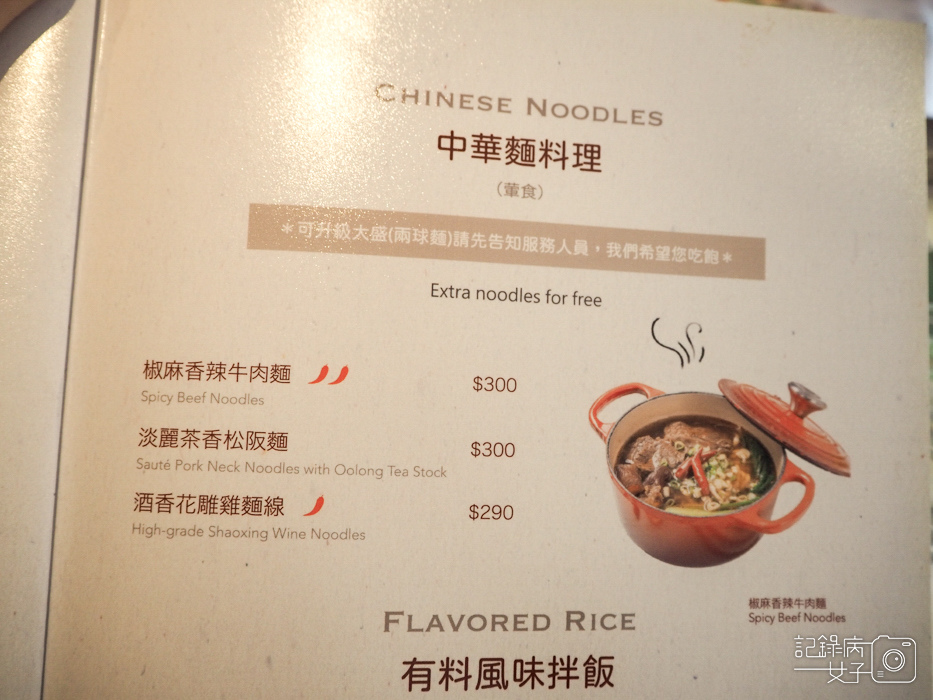 CHINESE NOODLES
中華麵料理
（葷食）
＊可升級大盛(兩球麵)請先告知服務人員，我們希望您吃飽＊
Extra noodles for free
椒麻香辣牛肉麵 $300
Spicy Beef Noodles
淡麗茶香松阪麵 $300
Sauté Pork Neck Noodles with Oolong Tea Stock
酒香花雕雞麵線 $290
High-grade Shaoxing Wine Noodles
椒麻香辣牛肉麵
Spicy Beef Noodles
FLAVORED RICE
有料風味拌飯
記錄病
女子